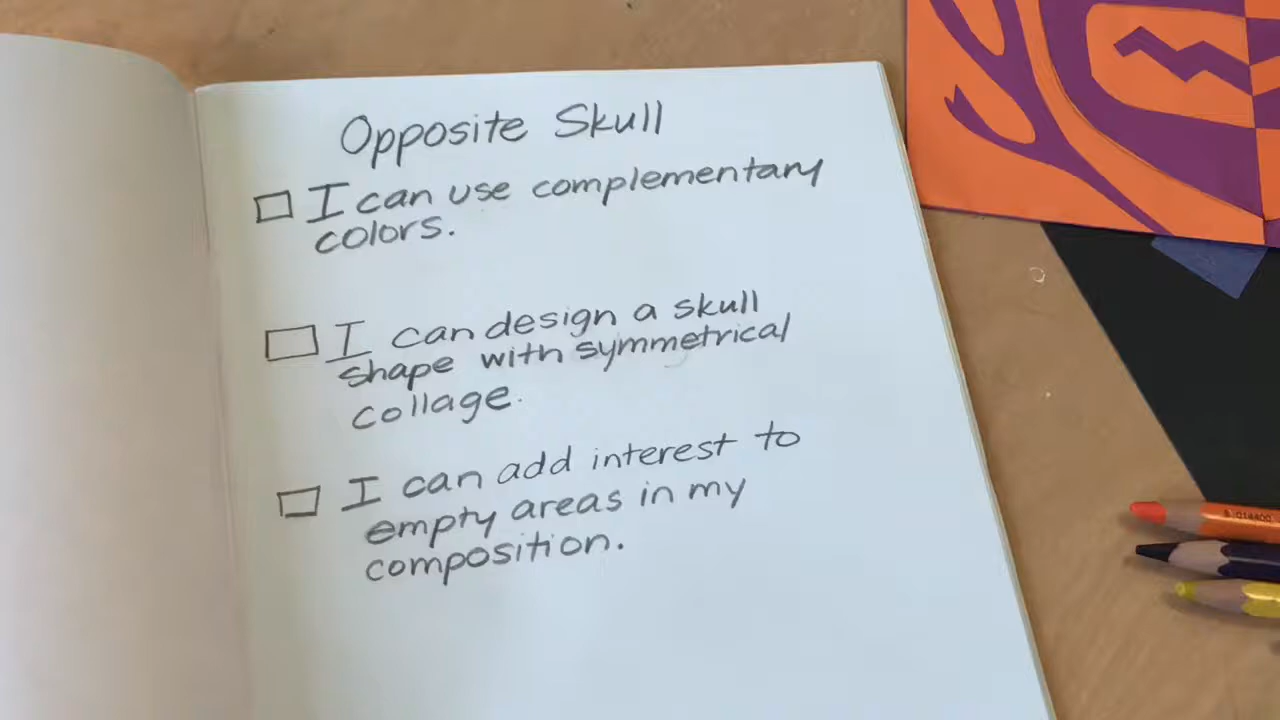 Opposite Skull
I can use complementary
colors.
I can design a skull
shape with symmetrical
collage.
I can add interest to
empty areas in my
composition.